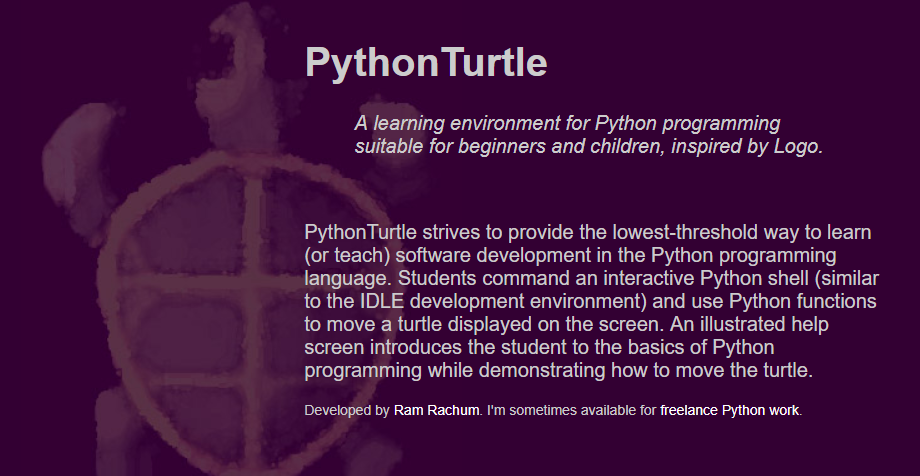 PythonTurtle
A learning environment for Python programming
suitable for beginners and children, inspired by Logo.
PythonTurtle strives to provide the lowest-threshold way to learn
(or teach) software development in the Python programming
language. Students command an interactive Python shell (similar
to the IDLE development environment) and use Python functions
to move a turtle displayed on the screen. An illustrated help
screen introduces the student to the basics of Python
programming while demonstrating how to move the turtle.
Developed by Ram Rachum. I'm sometimes available for freelance Python work.